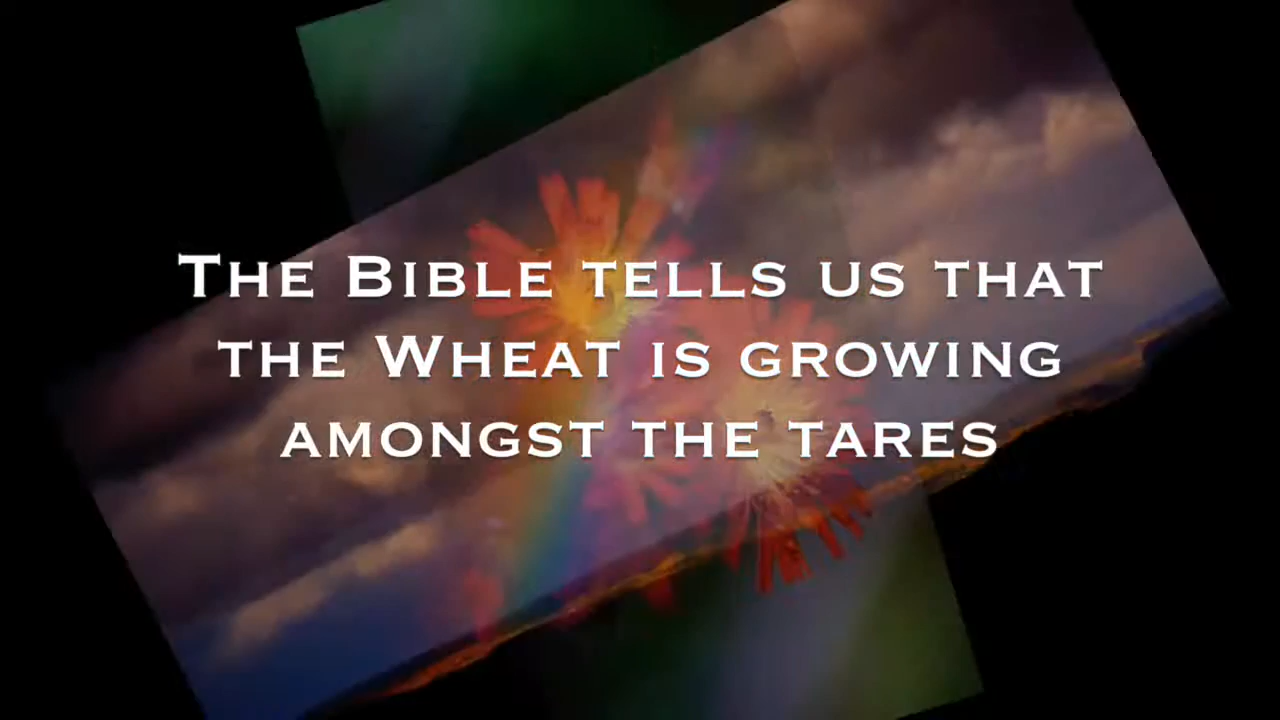 The Bible tells us that
the Wheat is growing
amongst the tares